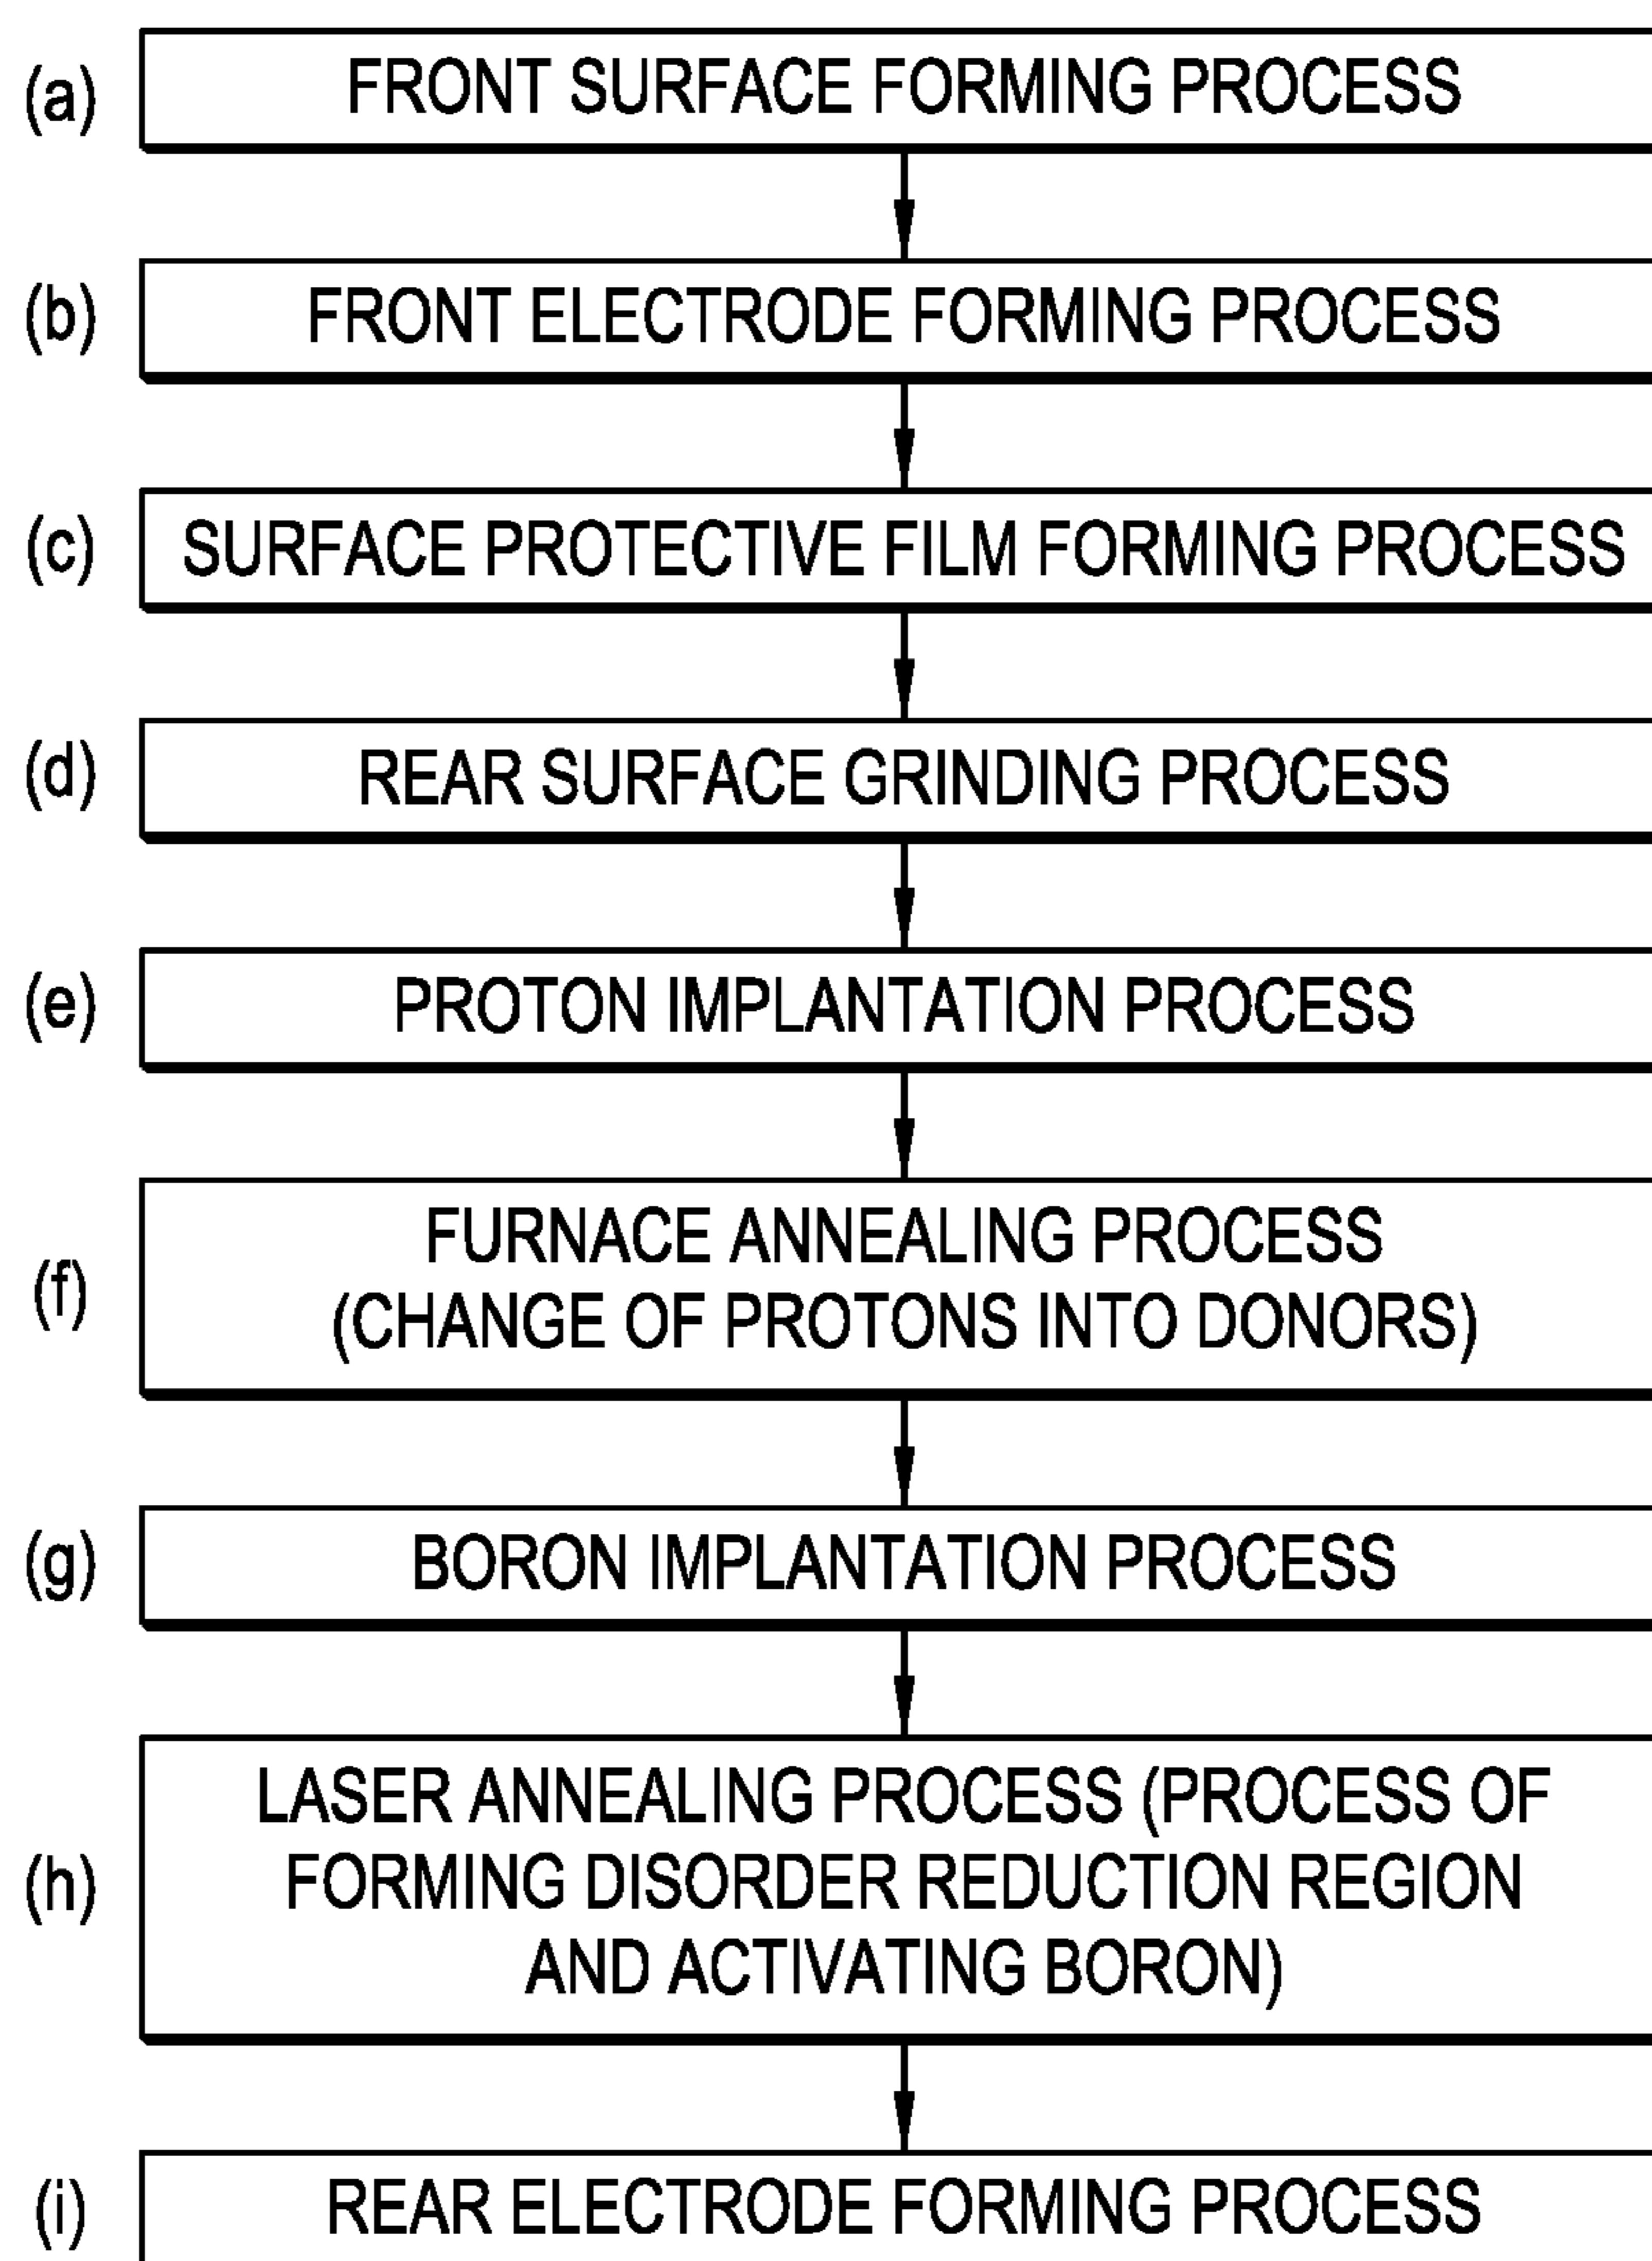 (a) FRONT SURFACE FORMING PROCESS
(b) FRONT ELECTRODE FORMING PROCESS
(c) SURFACE PROTECTIVE FILM FORMING PROCESS
(d) REAR SURFACE GRINDING PROCESS
(e) PROTON IMPLANTATION PROCESS
(f) FURNACE ANNEALING PROCESS
(CHANGE OF PROTONS INTO DONORS)
(g) BORON IMPLANTATION PROCESS
(h) LASER ANNEALING PROCESS (PROCESS OF
FORMING DISORDER REDUCTION REGION
AND ACTIVATING BORON)
(i) REAR ELECTRODE FORMING PROCESS